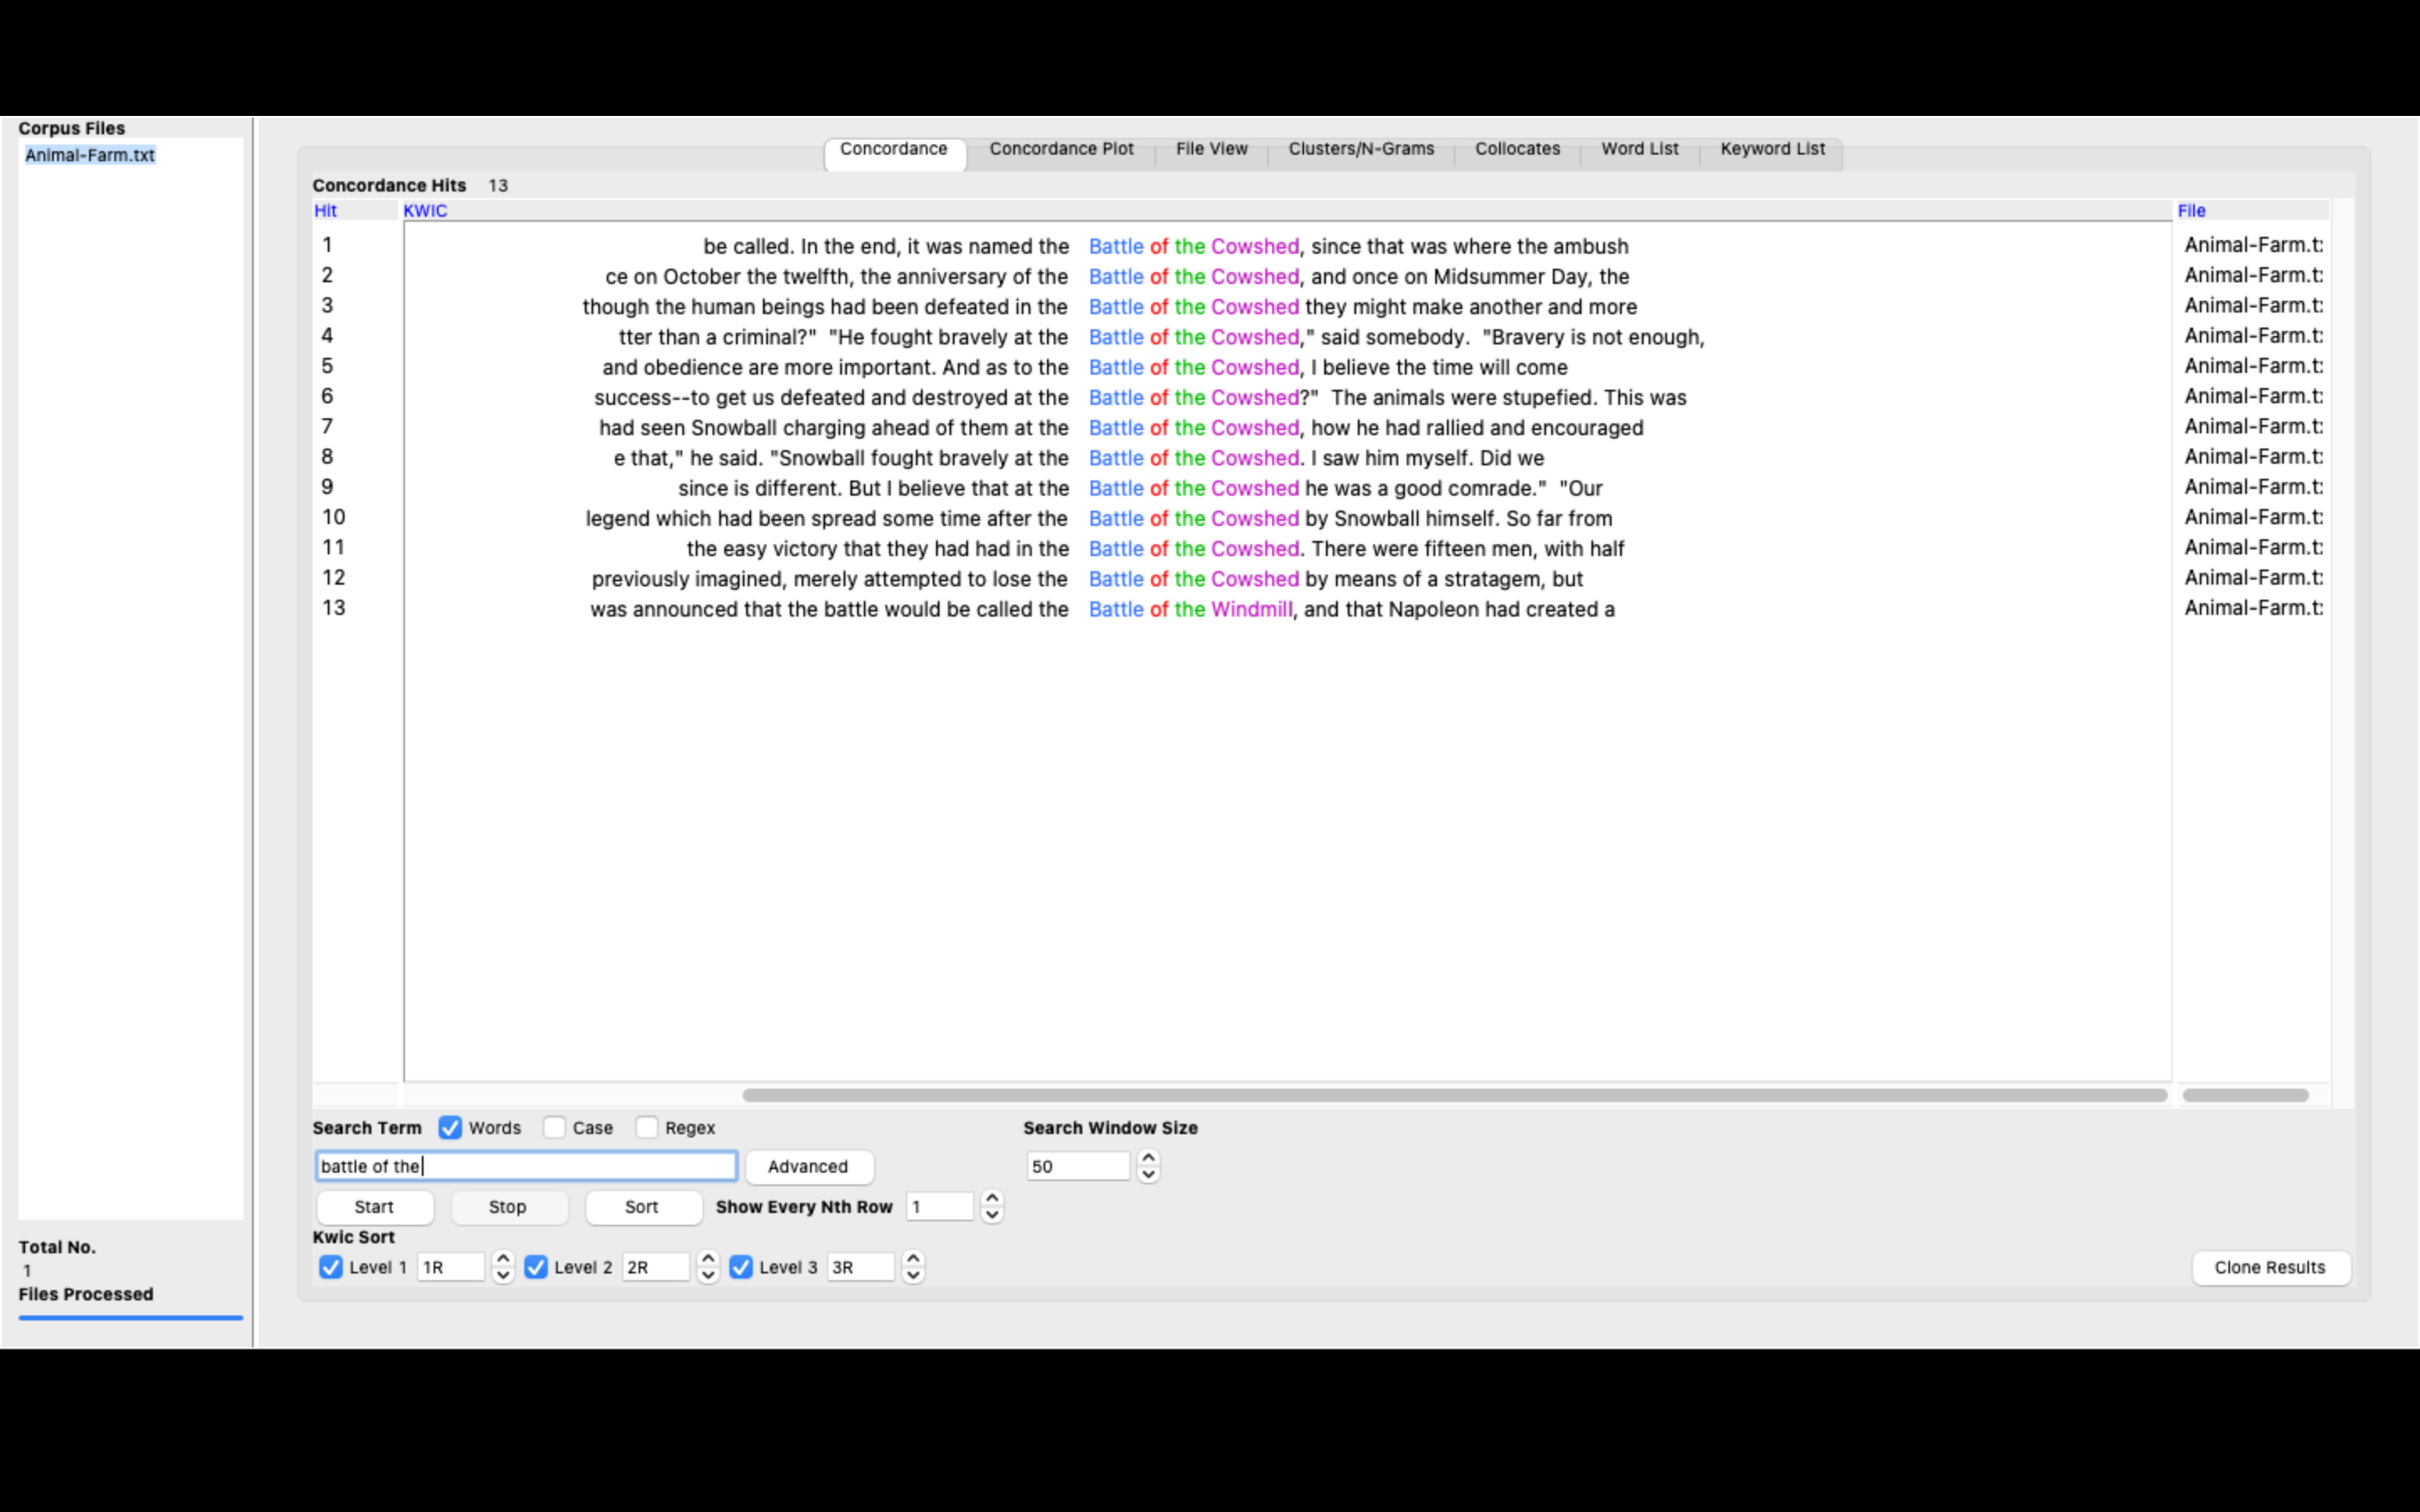 Corpus Files
Animal-Farm.txt
Concordance Concordance Plot File View Clusters/N-Grams Collocates Word List Keyword List
Concordance Hits 13
Hit KWIC File
1 be called. In the end, it was named the Battle of the Cowshed, since that was where the ambush Animal-Farm.t
2 ce on October the twelfth, the anniversary of the Battle of the Cowshed, and once on Midsummer Day, the Animal-Farm.t
3 though the human beings had been defeated in the Battle of the Cowshed they might make another and more Animal-Farm.t
4 tter than a criminal?" "He fought bravely at the Battle of the Cowshed," said somebody. "Bravery is not enough, Animal-Farm.t
5 and obedience are more important. And as to the Battle of the Cowshed, I believe the time will come Animal-Farm.t
6 success--to get us defeated and destroyed at the Battle of the Cowshed?" The animals were stupefied. This was Animal-Farm.t
7 had seen Snowball charging ahead of them at the Battle of the Cowshed, how he had rallied and encouraged Animal-Farm.t
8 e that," he said. "Snowball fought bravely at the Battle of the Cowshed. I saw him myself. Did we Animal-Farm.t
9 since is different. But I believe that at the Battle of the Cowshed he was a good comrade." "Our Animal-Farm.t
10 legend which had been spread some time after the Battle of the Cowshed by Snowball himself. So far from Animal-Farm.t
11 the easy victory that they had had in the Battle of the Cowshed. There were fifteen men, with half Animal-Farm.t
12 previously imagined, merely attempted to lose the Battle of the Cowshed by means of a stratagem, but Animal-Farm.t
13 was announced that the battle would be called the Battle of the Windmill, and that Napoleon had created a Animal-Farm.t
Search Term Words Case Regex Search Window Size
battle of the Advanced 50
Start Stop Sort Show Every Nth Row 1
Kwic Sort
Level 1 1R Level 2 2R Level 3 3R Clone Results
Total No.
1
Files Processed